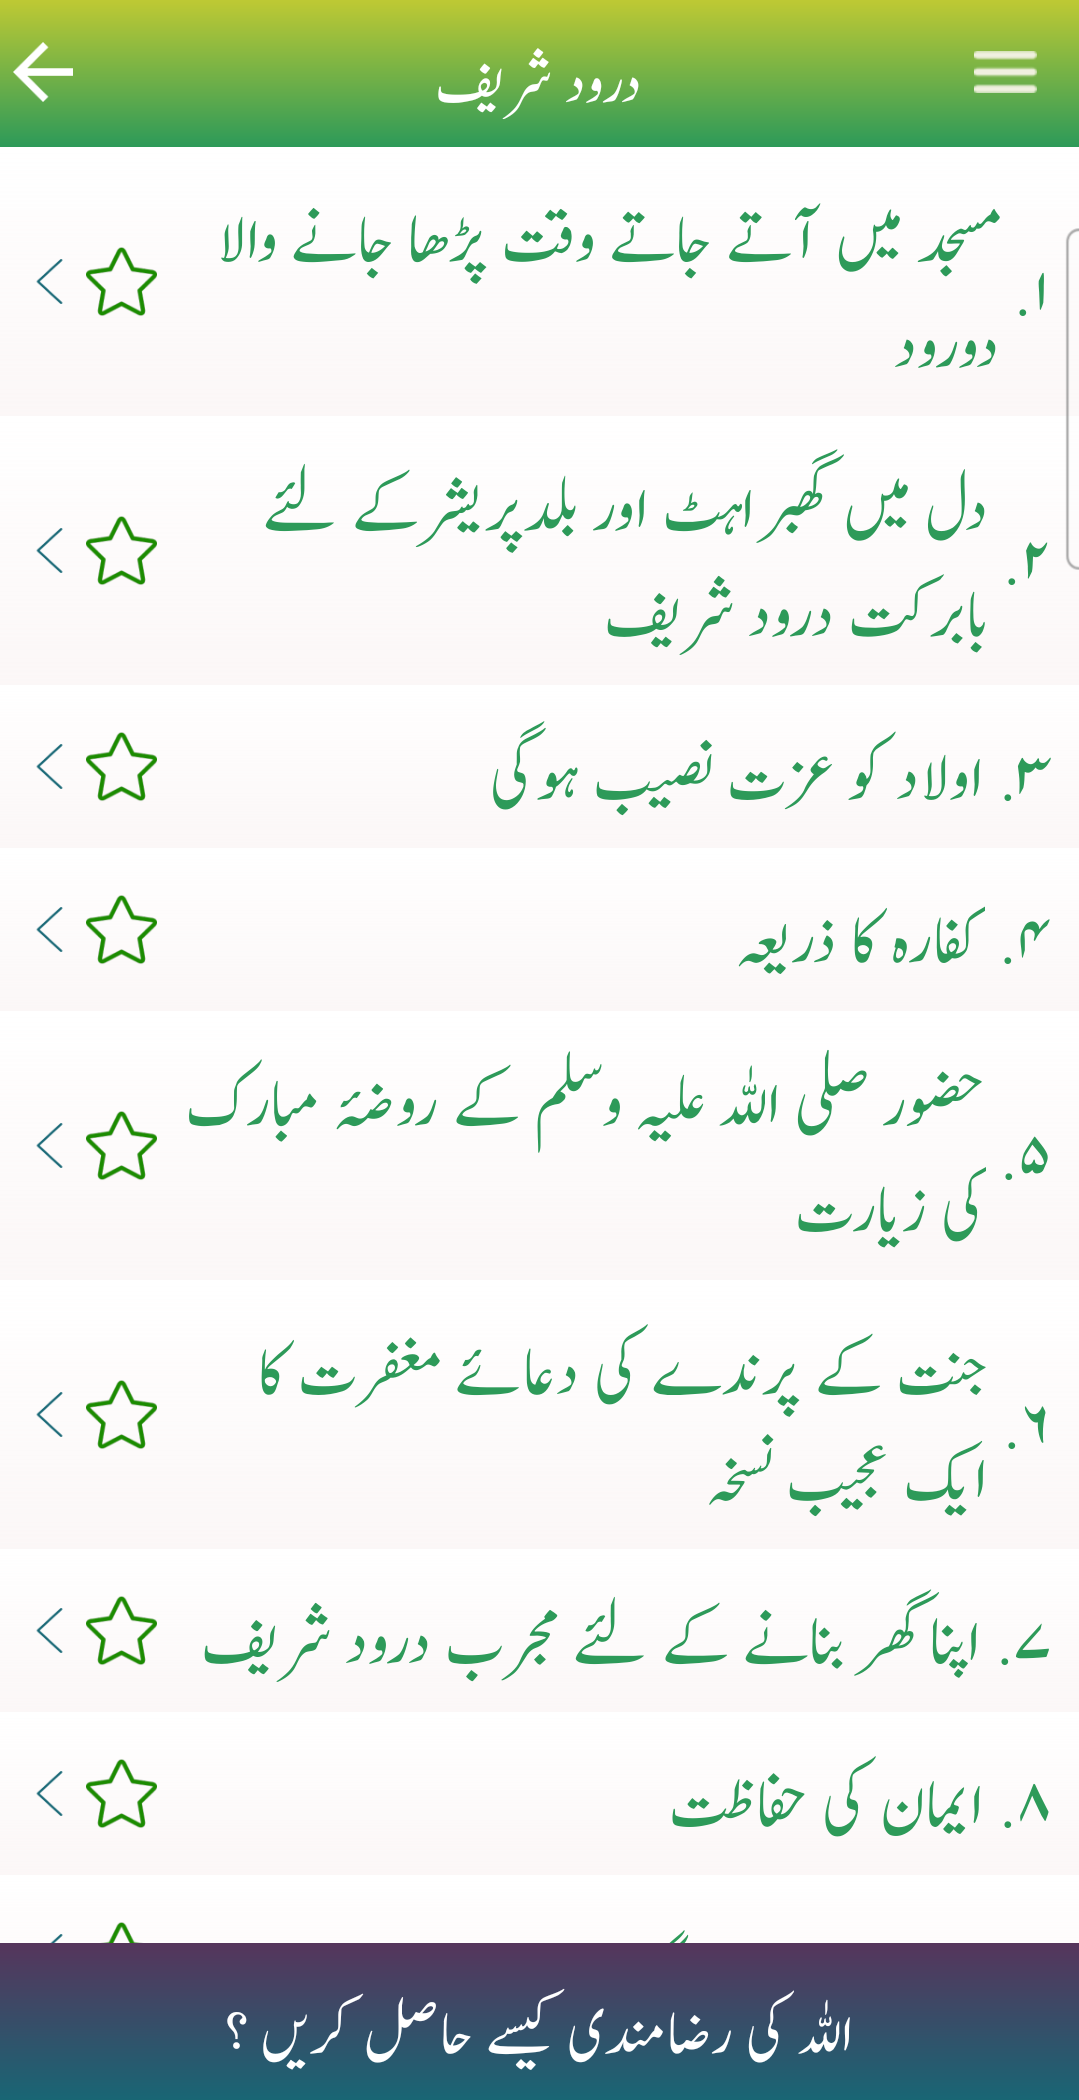 درود شریف
۱. مسجد میں آتے جاتے وقت پڑھا جانے والا
دورود
۲. دل میں گھبراہٹ اور بلڈپریشر کے لئے
بابرکت درود شریف
۳. اولاد کو عزت نصیب ہوگی
۴. کفارہ کا ذریعہ
۵. حضور صلی اللہ علیہ وسلم کے روضۂ مبارک
کی زیارت
۶. جنت کے پرندے کی دعائے مغفرت کا
ایک عجیب نسخہ
۷. اپنا گھر بنانے کے لئے مجرب درود شریف
۸. ایمان کی حفاظت
اللہ کی رضامندی کیسے حاصل کریں ؟